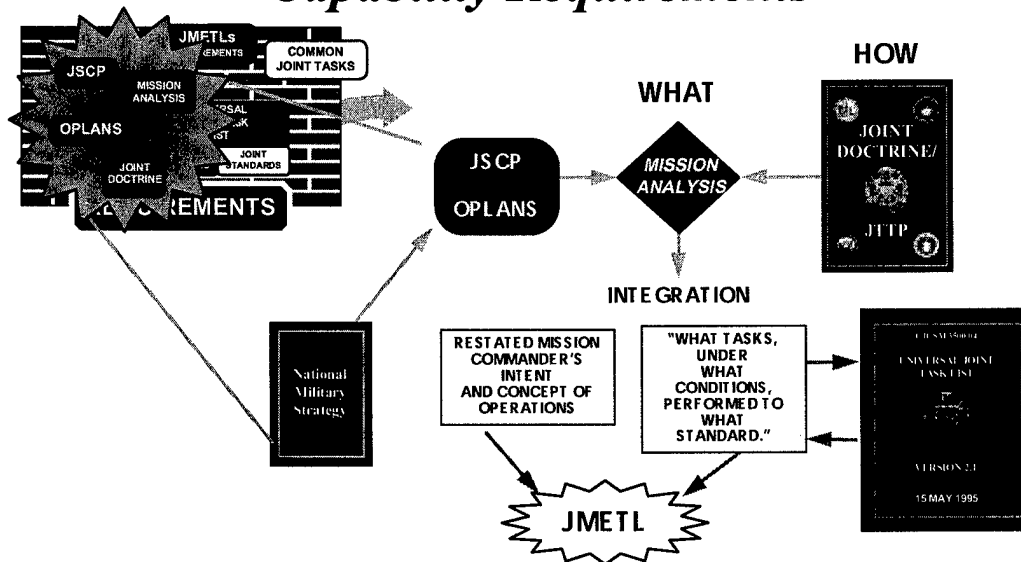 Capability Requirements
JMETLs
COMMON
JOINT TASKS
JSCP
MISSION
ANALYSIS
OPLANS
JOINT
STANDARDS
JOINT
DOCTRINE
HOW
WHAT
JOINT
DOCTRINE/
JTTP
JSCP
OPLANS
MISSION
ANALYSIS
INTEGRATION
National
Military
Strategy
RESTATED MISSION
COMMANDER'S
INTENT
AND CONCEPT OF
OPERATIONS
"WHAT TASKS,
UNDER
WHAT
CONDITIONS,
PERFORMED TO
WHAT
STANDARD."
UNIVERSAL JOINT
TASK LIST
VERSION 2.1
15 MAY 1995
JMETL